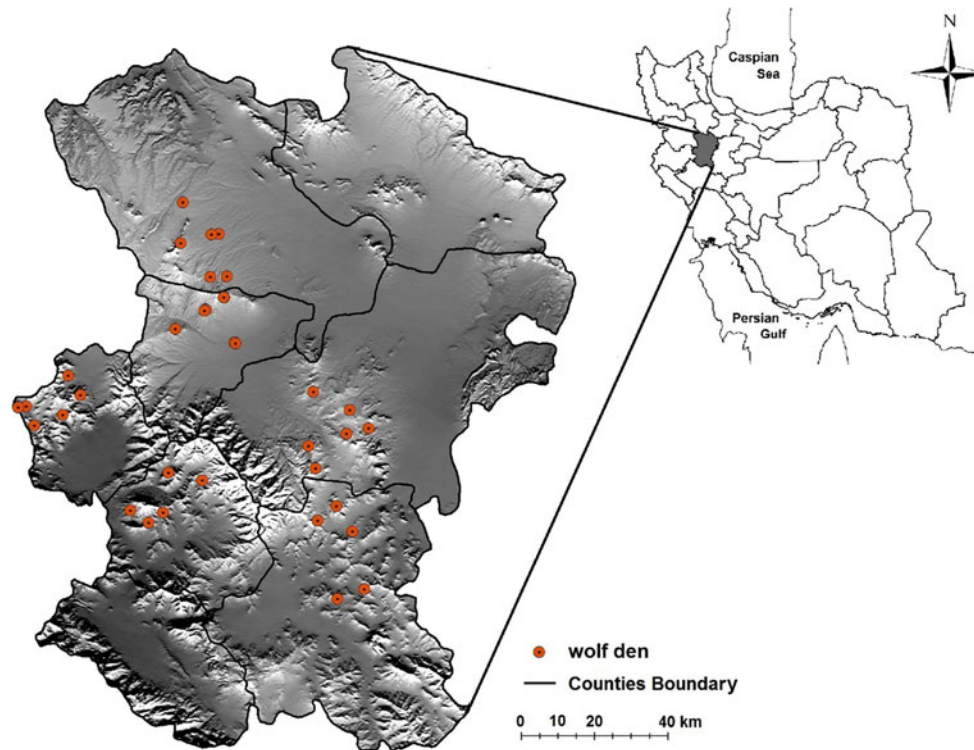 N
Caspian
Sea
Persian
Gulf
wolf den
Counties Boundary
0 10 20 40 km